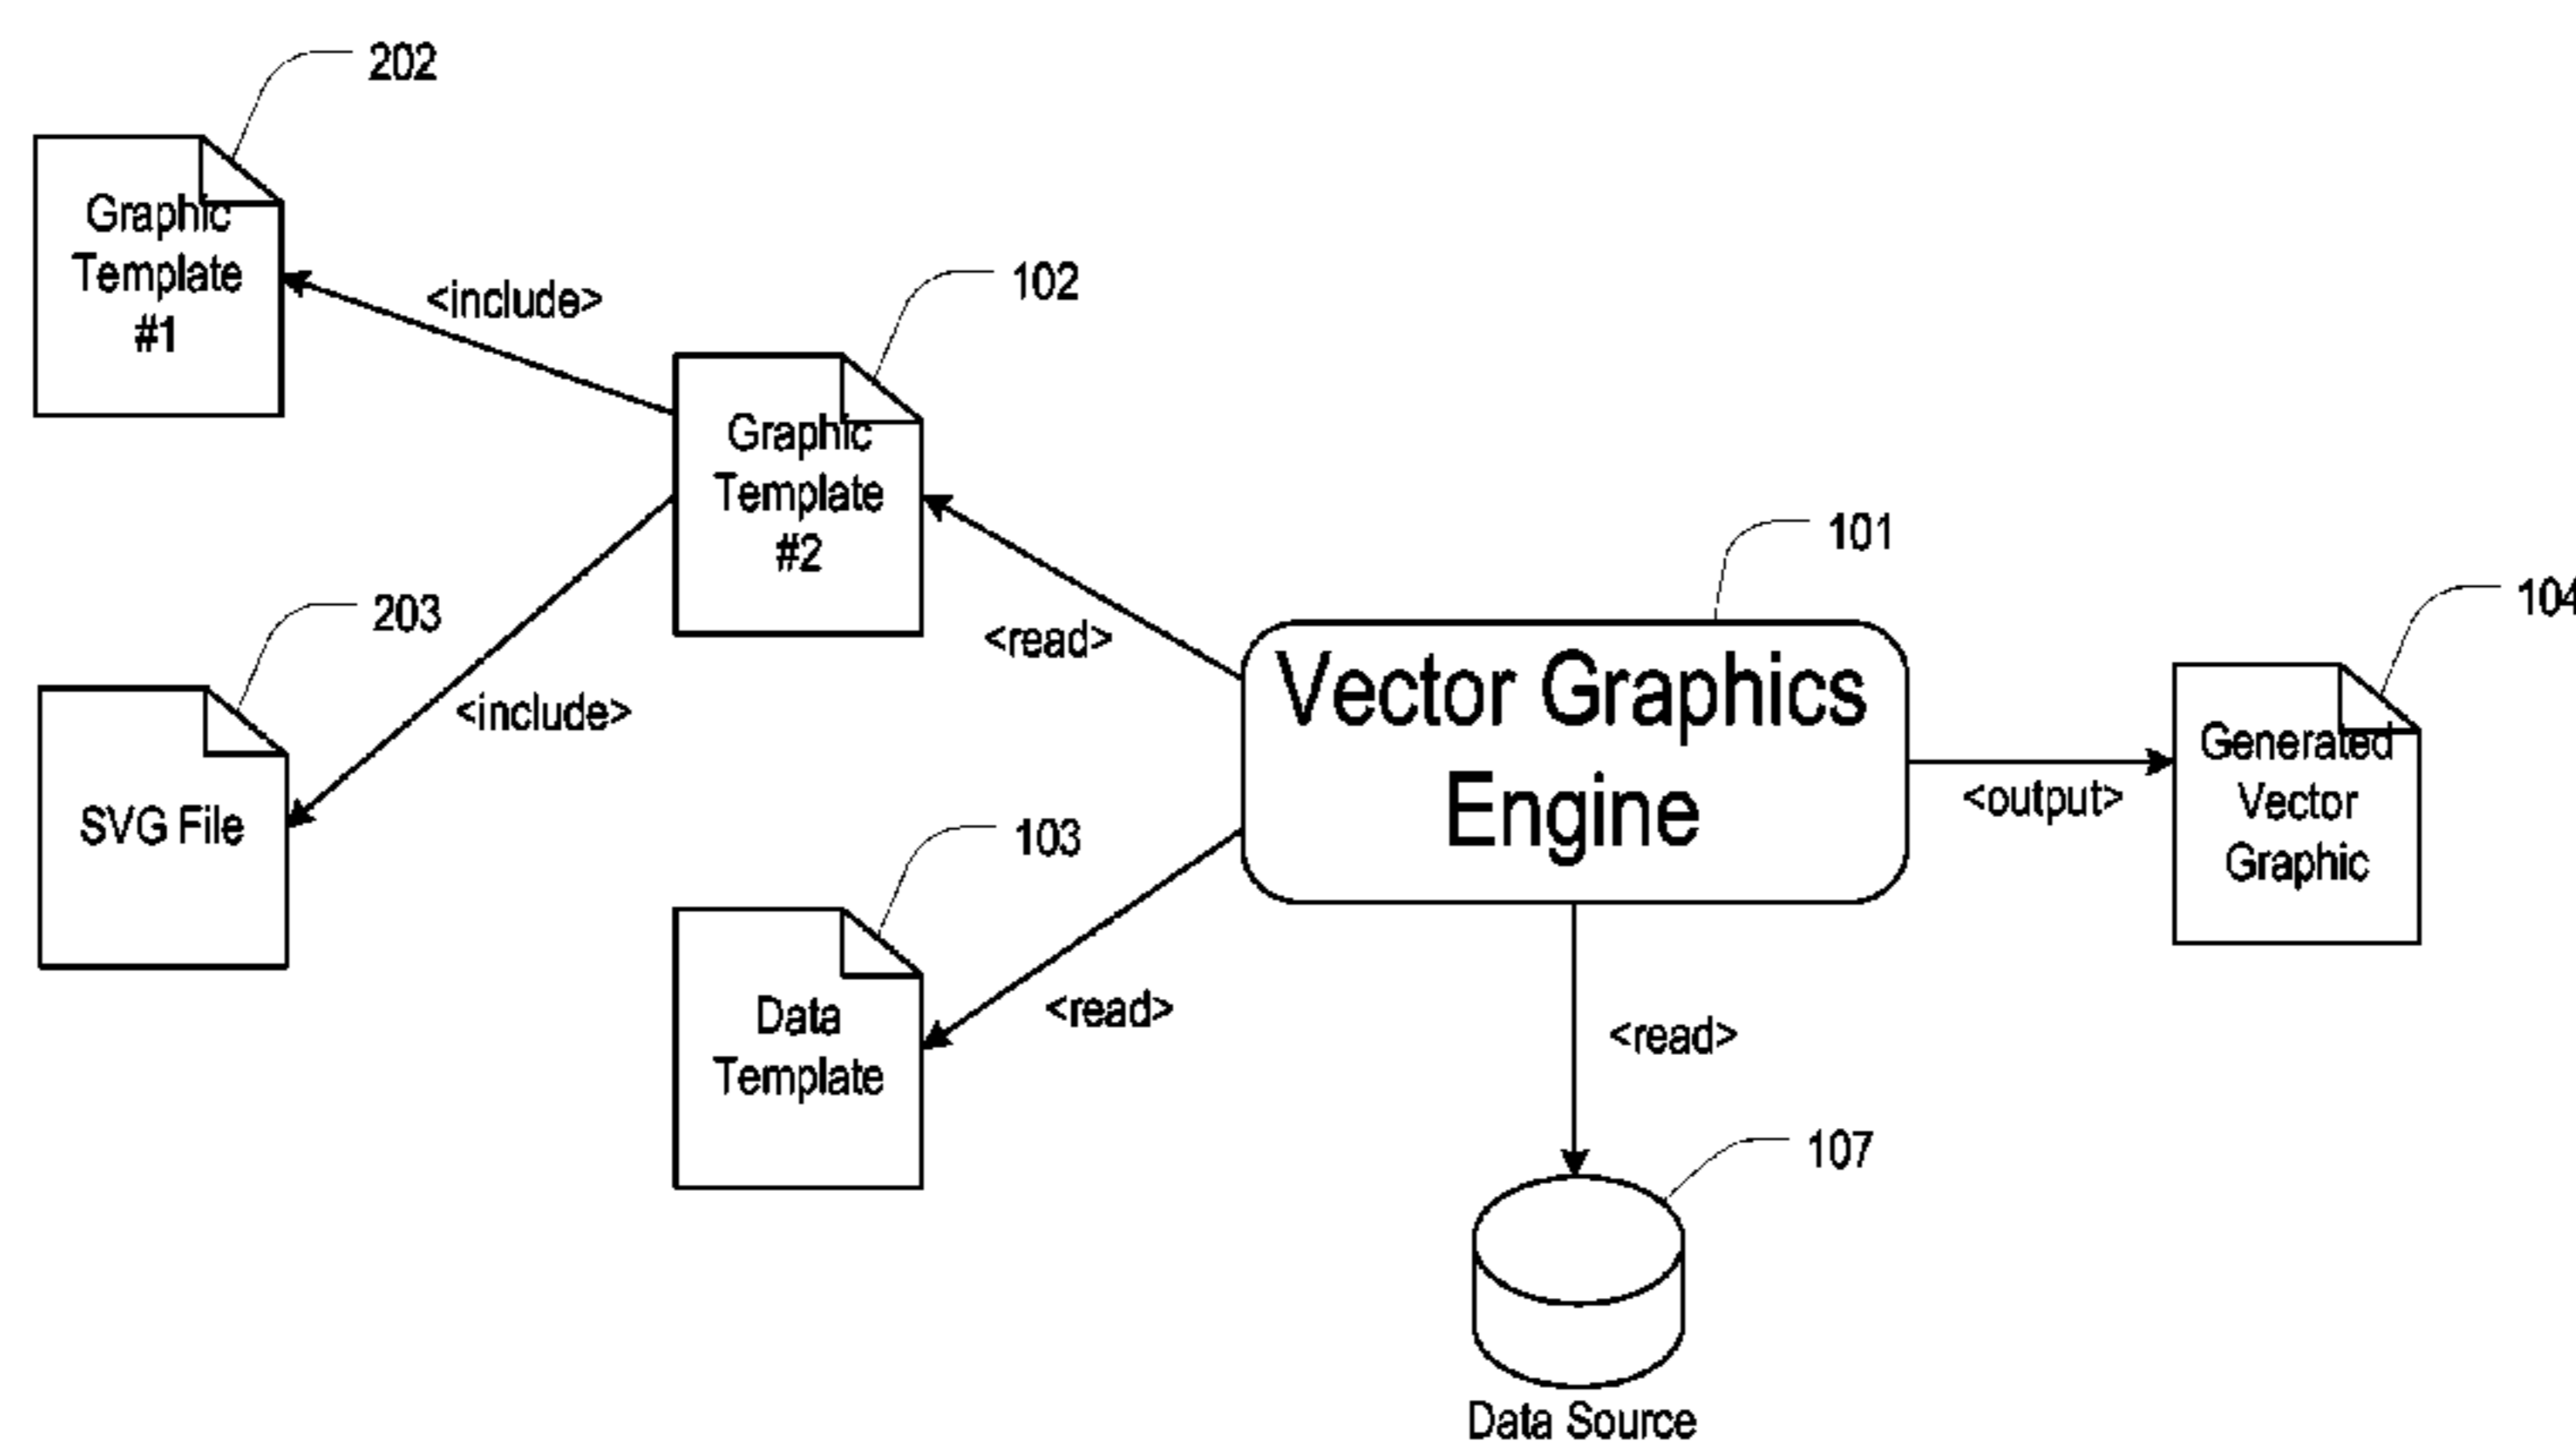 202
Graphic
Template
#1
<include>
102
Graphic
Template
#2
203
SVG File
<include>
<read>
101
Vector Graphics
Engine
104
Generated
Vector
Graphic
<output>
103
Data
Template
<read>
<read>
107
Data Source